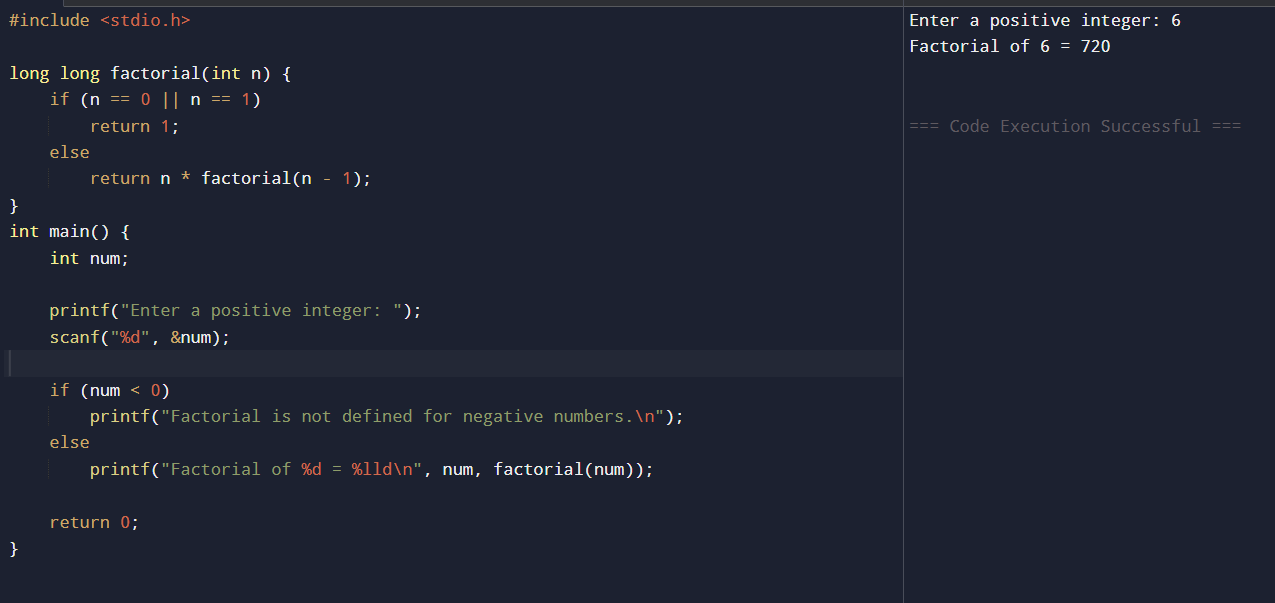 #include <stdio.h>
long long factorial(int n) {
    if (n == 0 || n == 1)
        return 1;
    else
        return n * factorial(n - 1);
}
int main() {
    int num;
    printf("Enter a positive integer: ");
    scanf("%d", &num);
    if (num < 0)
        printf("Factorial is not defined for negative numbers.\n");
    else
        printf("Factorial of %d = %lld\n", num, factorial(num));
    return 0;
}
Enter a positive integer: 6
Factorial of 6 = 720
=== Code Execution Successful ===